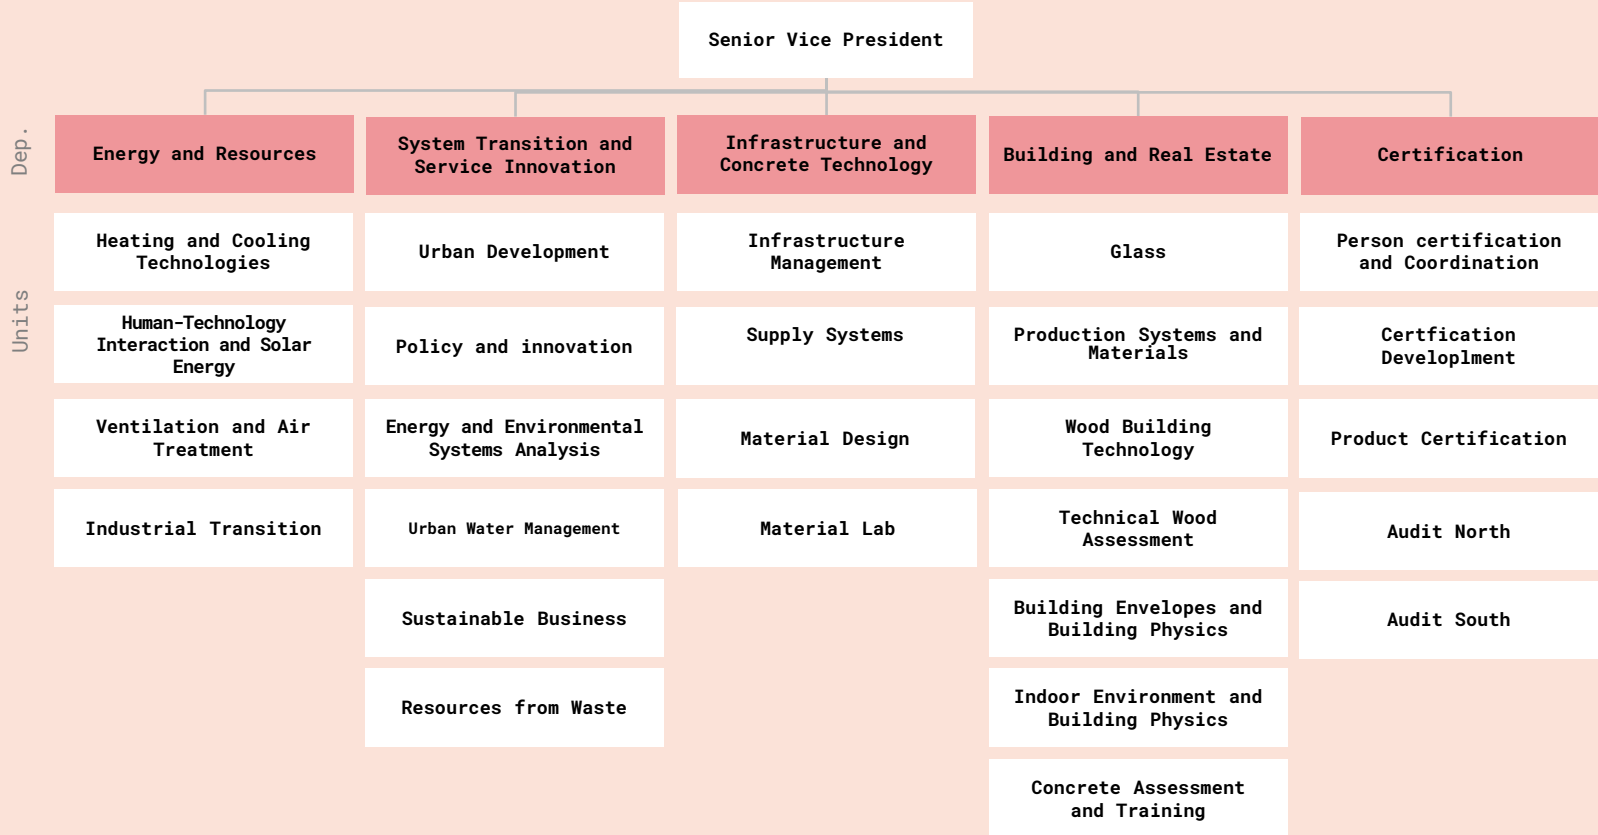 Senior Vice President
Dep.
Energy and Resources
System Transition and
Service Innovation
Infrastructure and
Concrete Technology
Building and Real Estate
Certification
Units
Heating and Cooling
Technologies
Human-Technology
Interaction and Solar
Energy
Ventilation and Air
Treatment
Industrial Transition
Urban Development
Policy and innovation
Energy and Environmental
Systems Analysis
Urban Water Management
Sustainable Business
Resources from Waste
Infrastructure
Management
Supply Systems
Material Design
Material Lab
Glass
Production Systems and
Materials
Wood Building
Technology
Technical Wood
Assessment
Building Envelopes and
Building Physics
Indoor Environment and
Building Physics
Concrete Assessment
and Training
Person certification
and Coordination
Certfication
Developlment
Product Certification
Audit North
Audit South